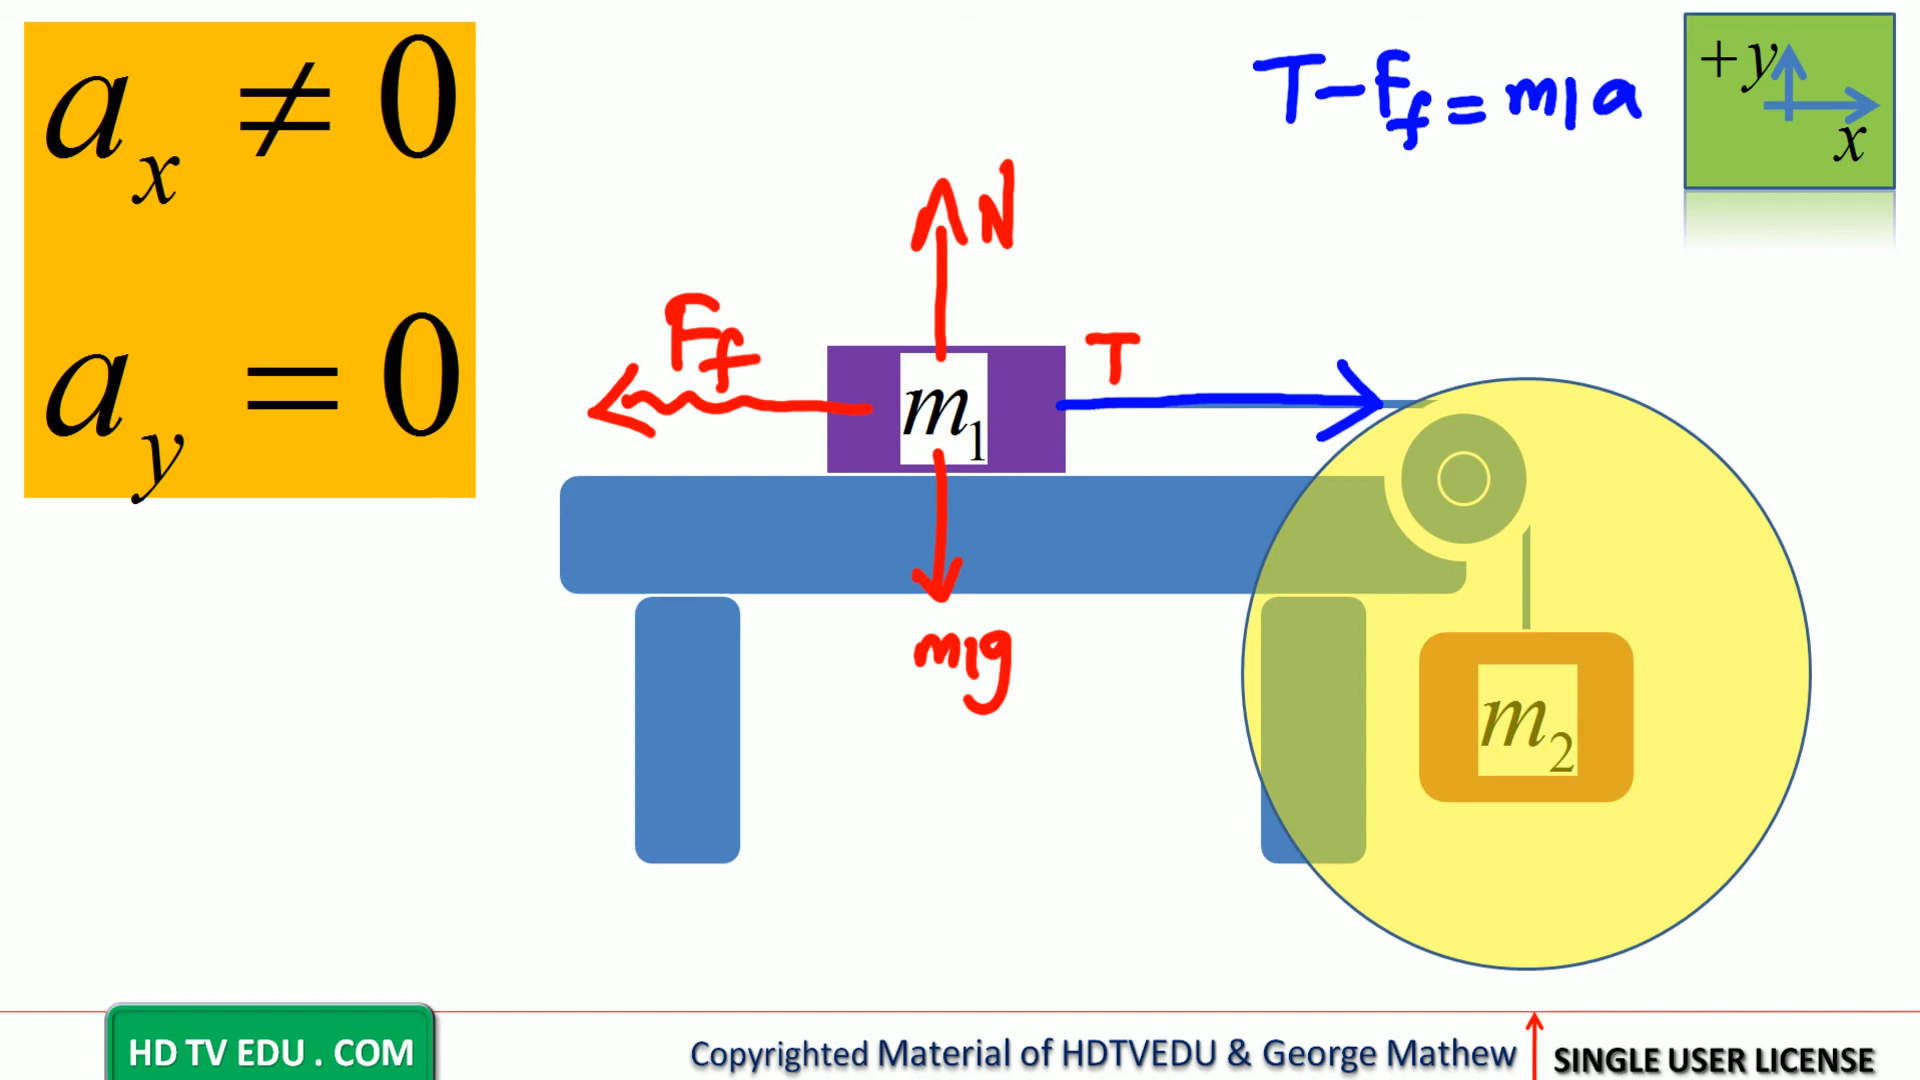 aₓ ≠ 0
a_y = 0
T - F_f = m1a
+y
x
N
F_f
T
m₁
m1g
m₂
HD TV EDU . COM
Copyrighted Material of HDTVEDU & George Mathew
SINGLE USER LICENSE